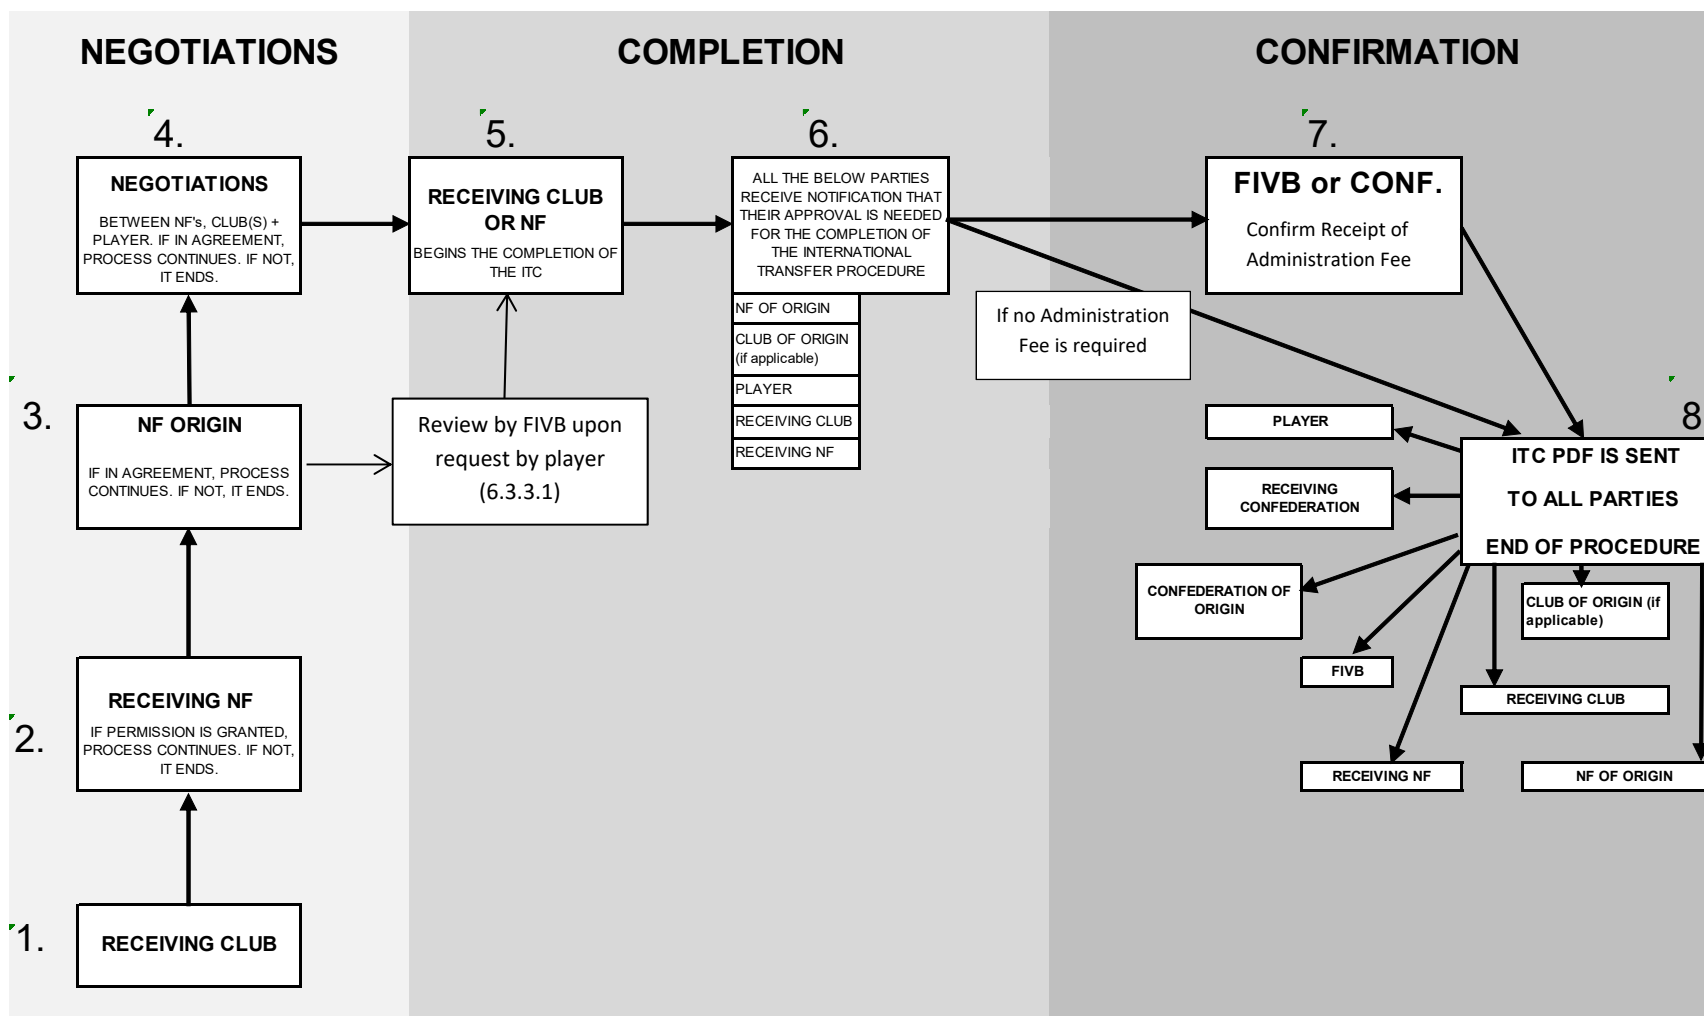 NEGOTIATIONS
COMPLETION
CONFIRMATION
4.
NEGOTIATIONS
BETWEEN NF's, CLUB(S) +
PLAYER. IF IN AGREEMENT,
PROCESS CONTINUES. IF NOT,
IT ENDS.
5.
RECEIVING CLUB
OR NF
BEGINS THE COMPLETION OF
THE ITC
6.
ALL THE BELOW PARTIES
RECEIVE NOTIFICATION THAT
THEIR APPROVAL IS NEEDED
FOR THE COMPLETION OF
THE INTERNATIONAL
TRANSFER PROCEDURE
NF OF ORIGIN
CLUB OF ORIGIN
(if applicable)
PLAYER
RECEIVING CLUB
RECEIVING NF
7.
FIVB or CONF.
Confirm Receipt of
Administration Fee
If no Administration
Fee is required
3.
NF ORIGIN
IF IN AGREEMENT, PROCESS
CONTINUES. IF NOT, IT ENDS.
Review by FIVB upon
request by player
(6.3.3.1)
8
ITC PDF IS SENT
TO ALL PARTIES
END OF PROCEDURE
PLAYER
RECEIVING
CONFEDERATION
CONFEDERATION OF
ORIGIN
CLUB OF ORIGIN (if
applicable)
FIVB
RECEIVING CLUB
RECEIVING NF
NF OF ORIGIN
2.
RECEIVING NF
IF PERMISSION IS GRANTED,
PROCESS CONTINUES. IF NOT,
IT ENDS.
1.
RECEIVING CLUB